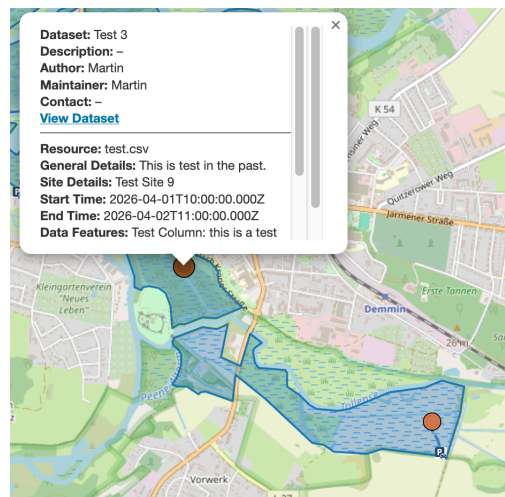 ×
Dataset: Test 3
Description: –
Author: Martin
Maintainer: Martin
Contact: –
View Dataset
Resource: test.csv
General Details: This is test in the past.
Site Details: Test Site 9
Start Time: 2026-04-01T10:00:00.000Z
End Time: 2026-04-02T11:00:00.000Z
Data Features: Test Column: this is a test
K 54
Quitzerower Weg
Jarmener Straße
Kleingartenverein
"Neues
Leben"
Erste Tannen
Demmin
26 m
Peene
Tollense
P
Vorwerk